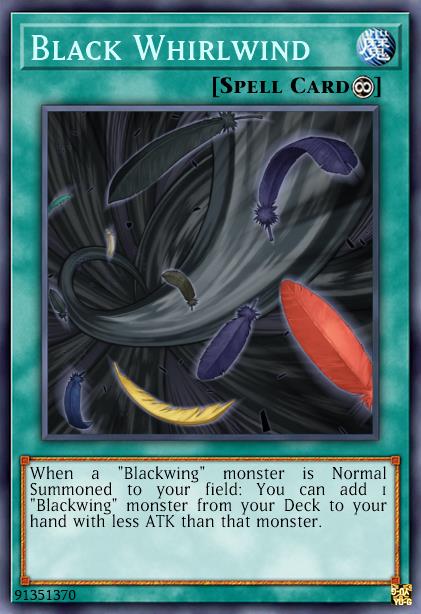 BLACK WHIRLWIND
[SPELL CARD]
When a "Blackwing" monster is Normal
Summoned to your field: You can add 1
"Blackwing" monster from your Deck to your
hand with less ATK than that monster.
91351370